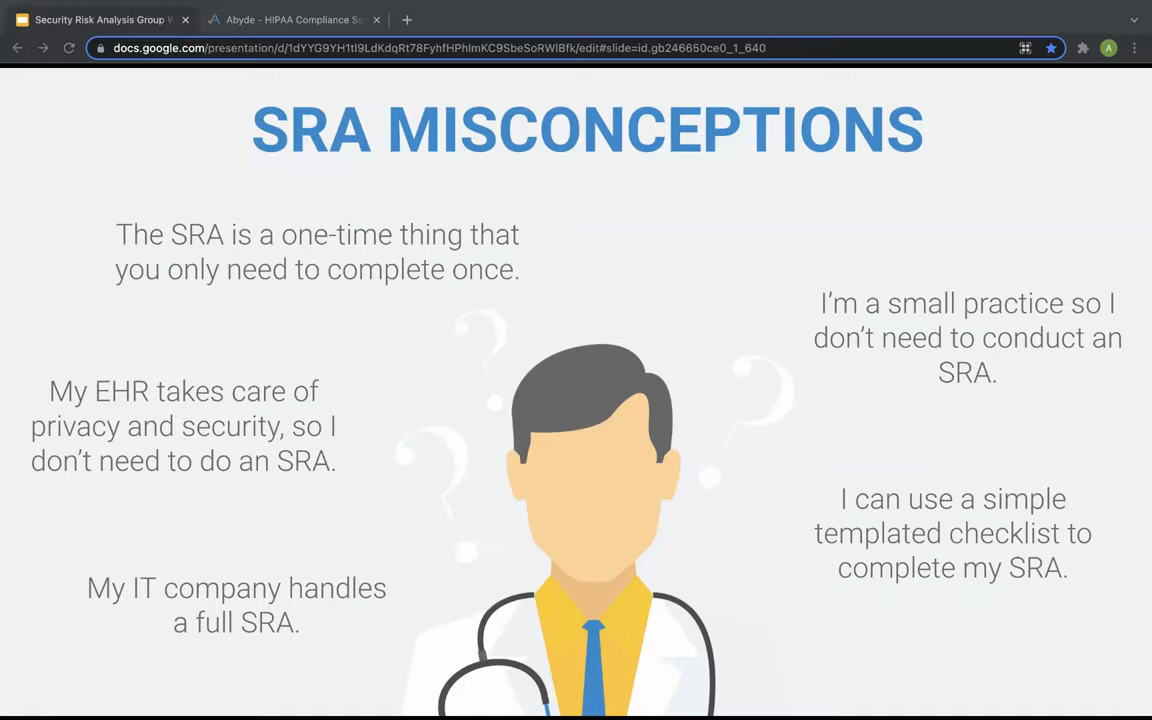 Security Risk Analysis Group
Abyde - HIPAA Compliance So
docs.google.com/presentation/d/1dYYG9YH1tl9LdKdqRt78FyhfHPhImKC9SbeSoRWlBfk/edit#slide=id.gb246650ce0_1_640
A
SRA MISCONCEPTIONS
The SRA is a one-time thing that
you only need to complete once.
I'm a small practice so I
don't need to conduct an
SRA.
My EHR takes care of
privacy and security, so I
don't need to do an SRA.
I can use a simple
templated checklist to
complete my SRA.
My IT company handles
a full SRA.